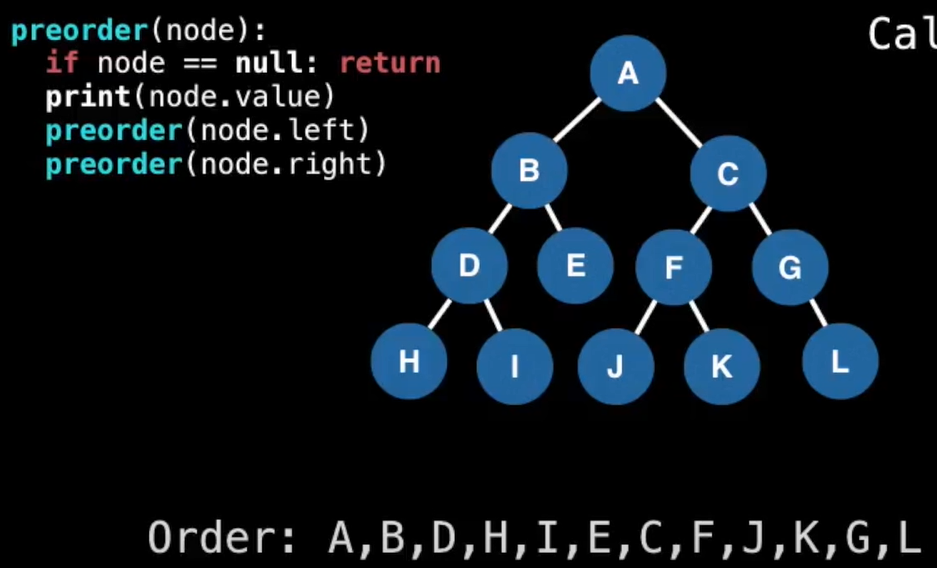 preorder(node):
if node == null: return
print(node.value)
preorder(node.left)
preorder(node.right)
Cal
A
B
C
D
E
F
G
H
I
J
K
L
Order: A,B,D,H,I,E,C,F,J,K,G,L